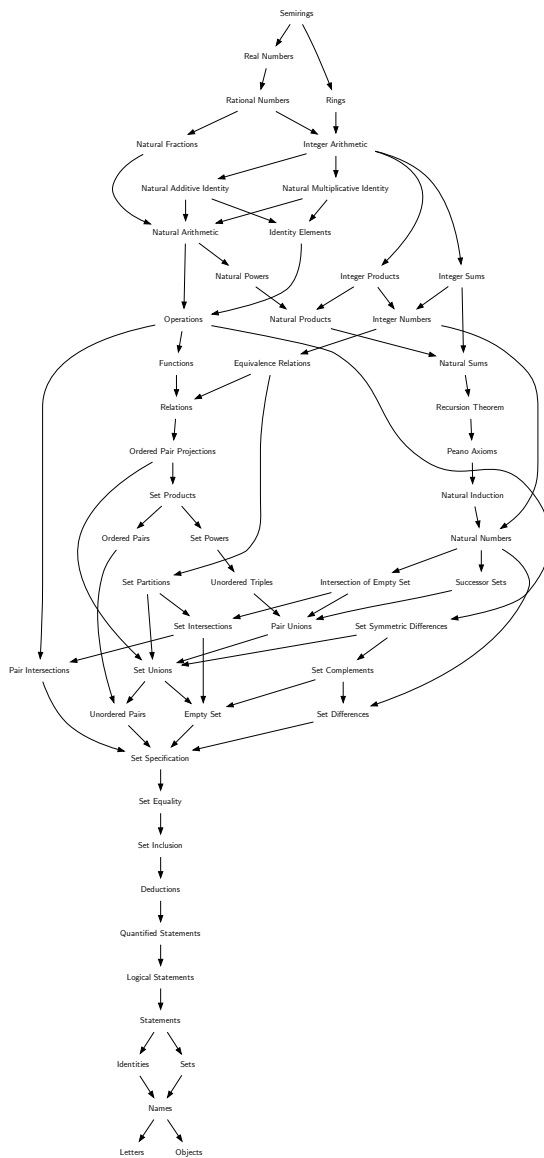 Semirings
Real Numbers
Rational Numbers
Rings
Natural Fractions
Integer Arithmetic
Natural Additive Identity
Natural Multiplicative Identity
Natural Arithmetic
Identity Elements
Natural Powers
Integer Products
Integer Sums
Operations
Natural Products
Integer Numbers
Functions
Equivalence Relations
Natural Sums
Relations
Recursion Theorem
Ordered Pair Projections
Peano Axioms
Set Products
Natural Induction
Ordered Pairs
Set Powers
Natural Numbers
Set Partitions
Unordered Triples
Intersection of Empty Set
Successor Sets
Set Intersections
Pair Unions
Set Symmetric Differences
Pair Intersections
Set Unions
Set Complements
Unordered Pairs
Empty Set
Set Differences
Set Specification
Set Equality
Set Inclusion
Deductions
Quantified Statements
Logical Statements
Statements
Identities
Sets
Names
Letters
Objects